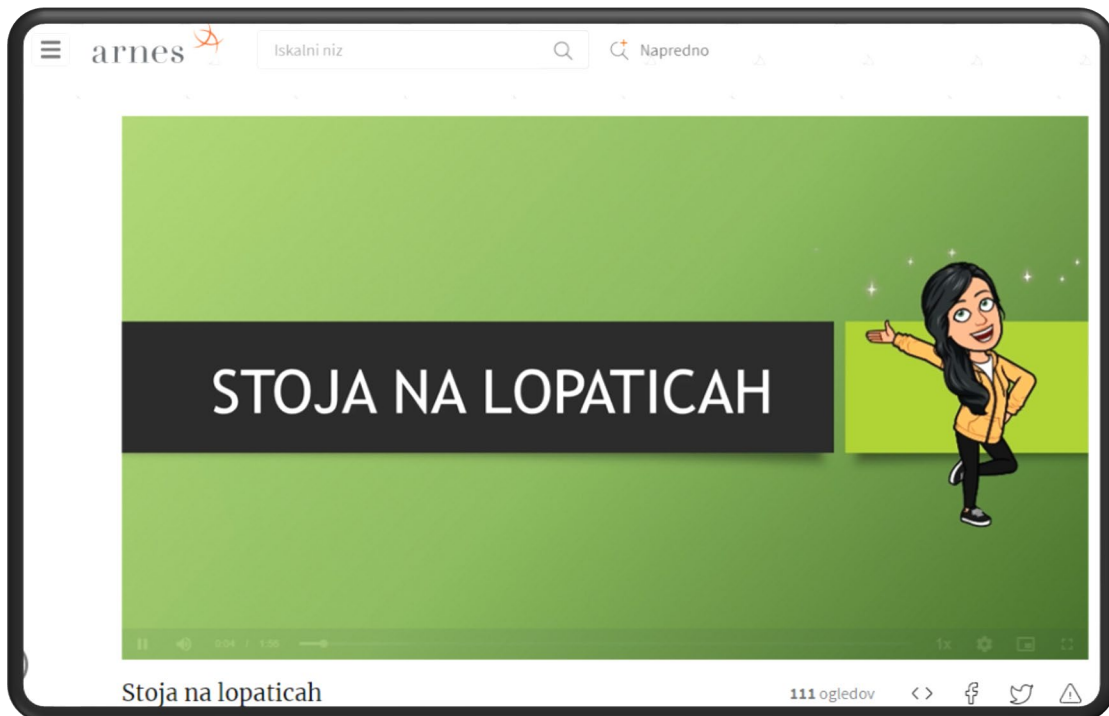 arnes
Iskalni niz
Napredno
STOJA NA LOPATICAH
0:04 / 1:56
1x
Stoja na lopaticah
111 ogledov